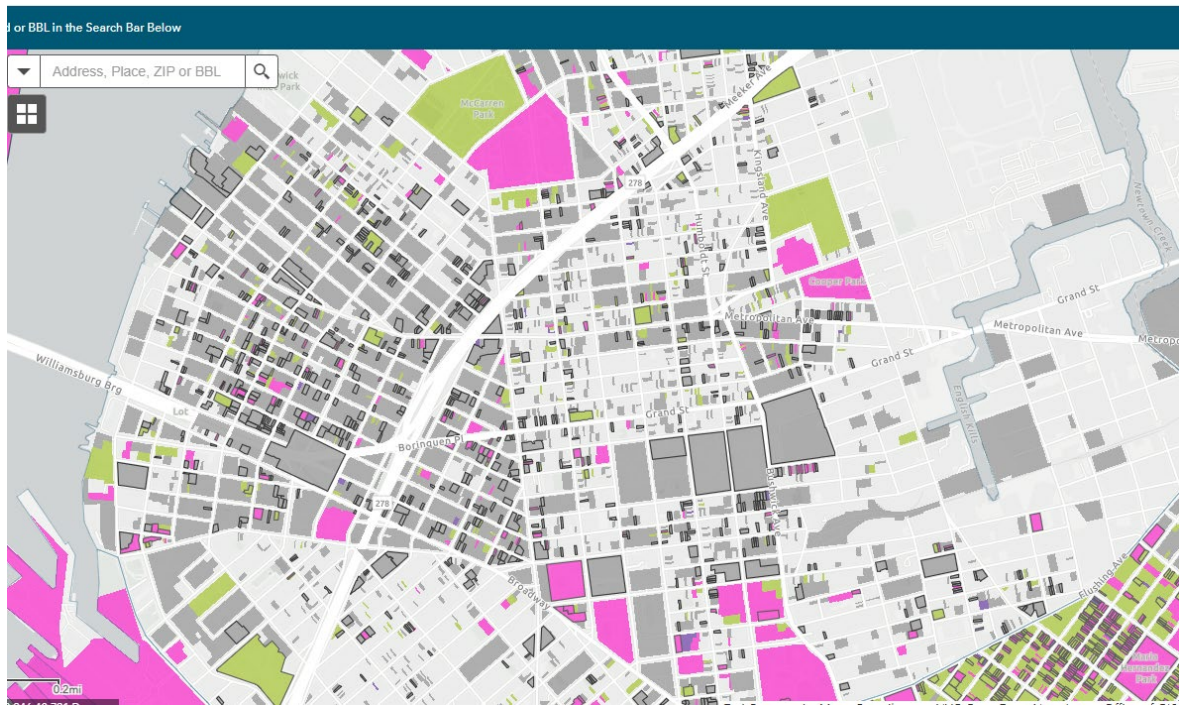 d or BBL in the Search Bar Below
Address, Place, ZIP or BBL
Park
McCarren
Park
Meeker Ave
278
Kingsland Ave
Humboldt St
Newtown Creek
Cooper Park
Grand St
Metropolitan Ave
Metropolitan Ave
Metropo
Grand St
Williamsburg Brg
Lot
English Kills
Grand St
Borinquen Pl
Bushwick Ave
278
Broadway
Flushing Ave
Maria
Hernandez
Park
0.2mi